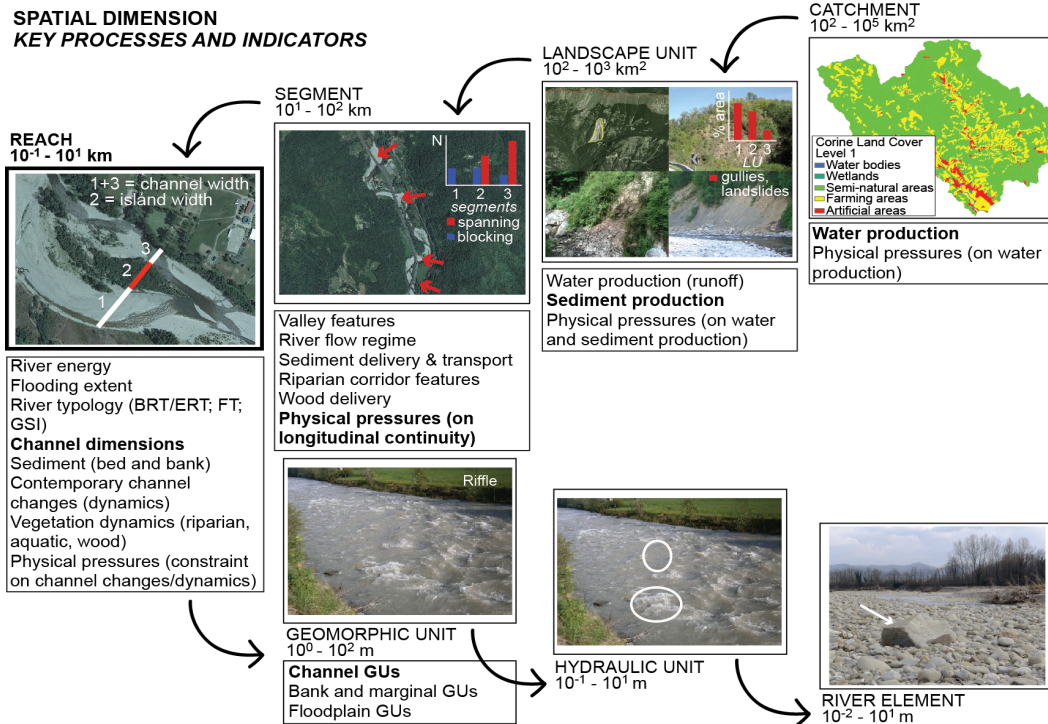 SPATIAL DIMENSION
KEY PROCESSES AND INDICATORS
CATCHMENT
10² - 10⁵ km²
Corine Land Cover
Level 1
Water bodies
Wetlands
Semi-natural areas
Farming areas
Artificial areas
Water production
Physical pressures (on water
production)
LANDSCAPE UNIT
10² - 10³ km²
% area
1 2 3
LU
gullies,
landslides
Water production (runoff)
Sediment production
Physical pressures (on water
and sediment production)
SEGMENT
10¹ - 10² km
N
1 2 3
segments
spanning
blocking
Valley features
River flow regime
Sediment delivery & transport
Riparian corridor features
Wood delivery
Physical pressures (on
longitudinal continuity)
REACH
10⁻¹ - 10¹ km
1+3 = channel width
2 = island width
3
2
1
River energy
Flooding extent
River typology (BRT/ERT; FT;
GSI)
Channel dimensions
Sediment (bed and bank)
Contemporary channel
changes (dynamics)
Vegetation dynamics (riparian,
aquatic, wood)
Physical pressures (constraint
on channel changes/dynamics)
Riffle
GEOMORPHIC UNIT
10⁰ - 10² m
Channel GUs
Bank and marginal GUs
Floodplain GUs
HYDRAULIC UNIT
10⁻¹ - 10¹ m
RIVER ELEMENT
10⁻² - 10¹ m